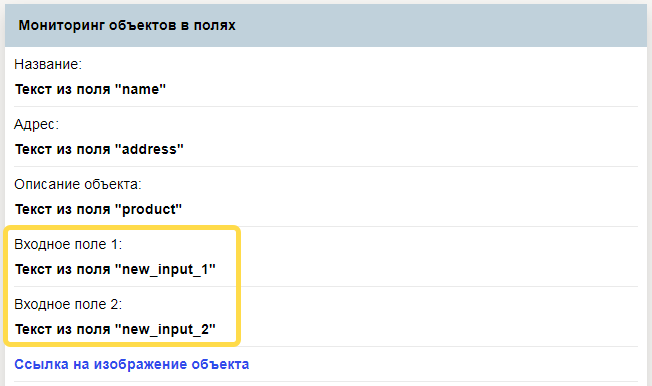 Мониторинг объектов в полях
Название:
Текст из поля "name"
Адрес:
Текст из поля "address"
Описание объекта:
Текст из поля "product"
Входное поле 1:
Текст из поля "new_input_1"
Входное поле 2:
Текст из поля "new_input_2"
Ссылка на изображение объекта